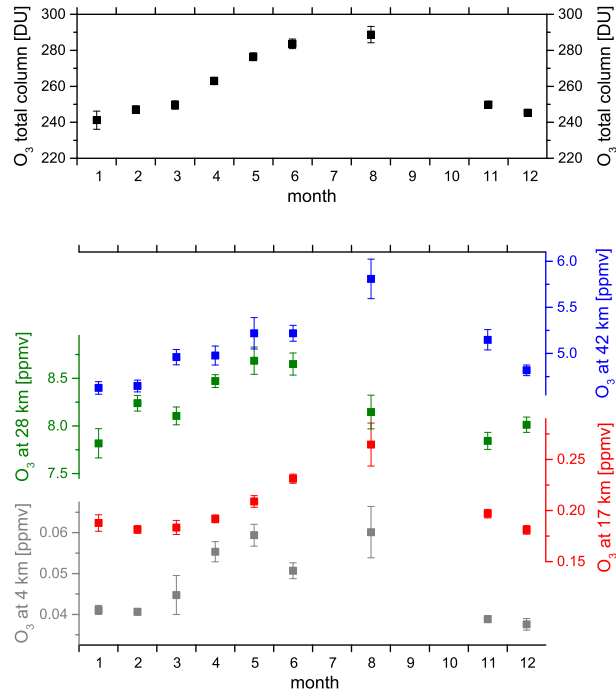 300
280
260
240
220
O3 total column [DU]
300
280
260
240
220
O3 total column [DU]
1 2 3 4 5 6 7 8 9 10 11 12
month
8.5
8.0
7.5
O3 at 28 km [ppmv]
6.0
5.5
5.0
4.5
O3 at 42 km [ppmv]
0.06
0.05
0.04
O3 at 4 km [ppmv]
0.25
0.20
0.15
O3 at 17 km [ppmv]
1 2 3 4 5 6 7 8 9 10 11 12
month